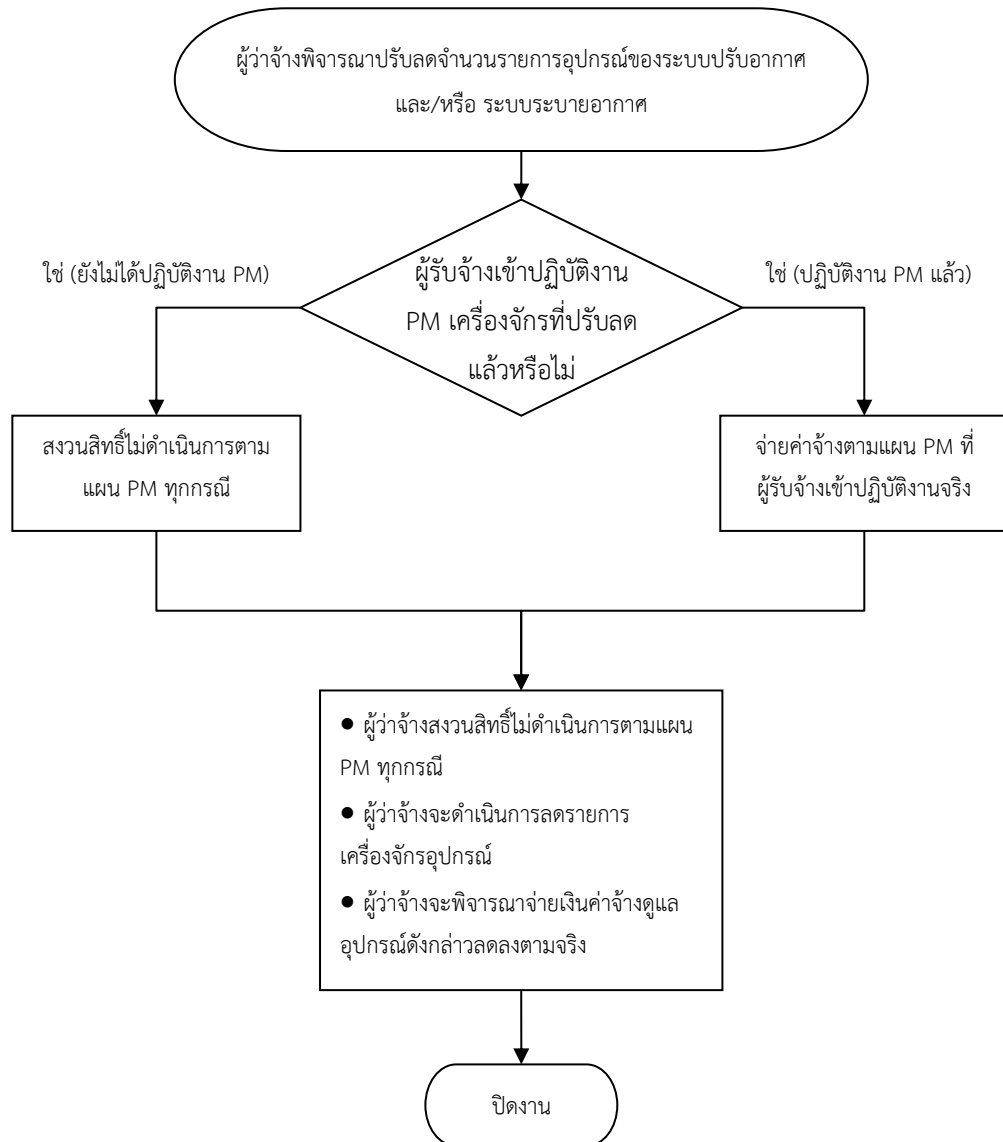 ผู้ว่าจ้างพิจารณาปรับลดจำนวนรายการอุปกรณ์ของระบบปรับอากาศ
และ/หรือ ระบบระบายอากาศ
ใช่ (ยังไม่ได้ปฏิบัติงาน PM)
ผู้รับจ้างเข้าปฏิบัติงาน
PM เครื่องจักรที่ปรับลด
แล้วหรือไม่
ใช่ (ปฏิบัติงาน PM แล้ว)
สงวนสิทธิ์ไม่ดำเนินการตาม
แผน PM ทุกกรณี
จ่ายค่าจ้างตามแผน PM ที่
ผู้รับจ้างเข้าปฏิบัติงานจริง
● ผู้ว่าจ้างสงวนสิทธิ์ไม่ดำเนินการตามแผน
PM ทุกกรณี
● ผู้ว่าจ้างจะดำเนินการลดรายการ
เครื่องจักรอุปกรณ์
● ผู้ว่าจ้างจะพิจารณาจ่ายเงินค่าจ้างดูแล
อุปกรณ์ดังกล่าวลดลงตามจริง
ปิดงาน